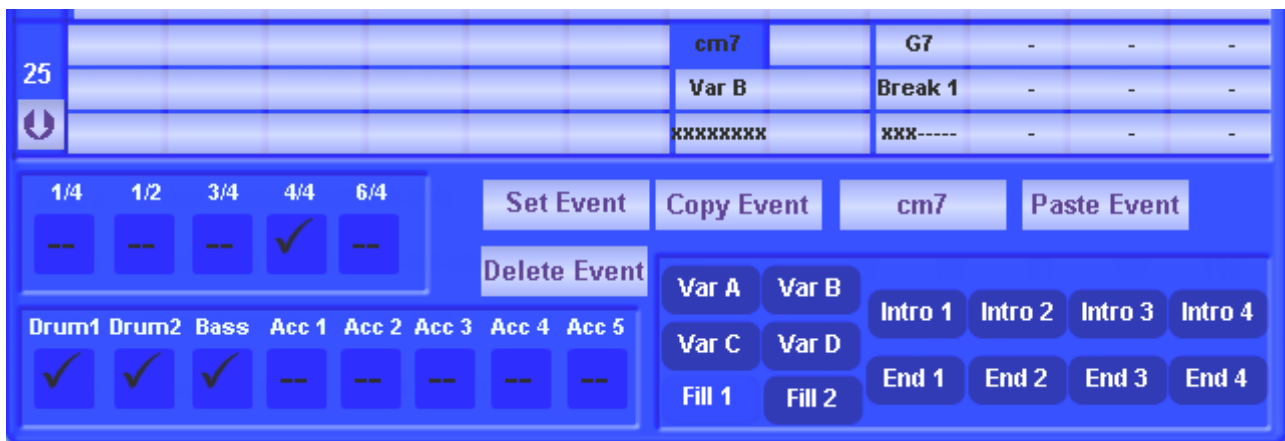 cm7 G7 - - -
25
Var B Break 1 - - -
xxxxxxxx xxx----- - - -
1/4 1/2 3/4 4/4 6/4
-- -- -- ✓ --
Set Event Copy Event cm7 Paste Event
Delete Event
Var A Var B
Intro 1 Intro 2 Intro 3 Intro 4
Drum1 Drum2 Bass Acc 1 Acc 2 Acc 3 Acc 4 Acc 5
✓ ✓ ✓ -- -- -- -- --
Var C Var D
End 1 End 2 End 3 End 4
Fill 1 Fill 2